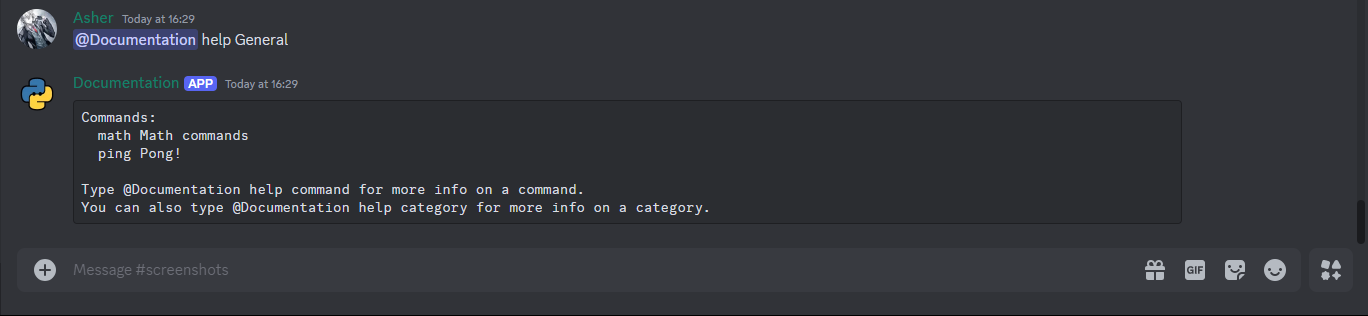 Asher Today at 16:29
@Documentation help General
Documentation APP Today at 16:29
Commands:
  math Math commands
  ping Pong!
Type @Documentation help command for more info on a command.
You can also type @Documentation help category for more info on a category.
Message #screenshots
GIF